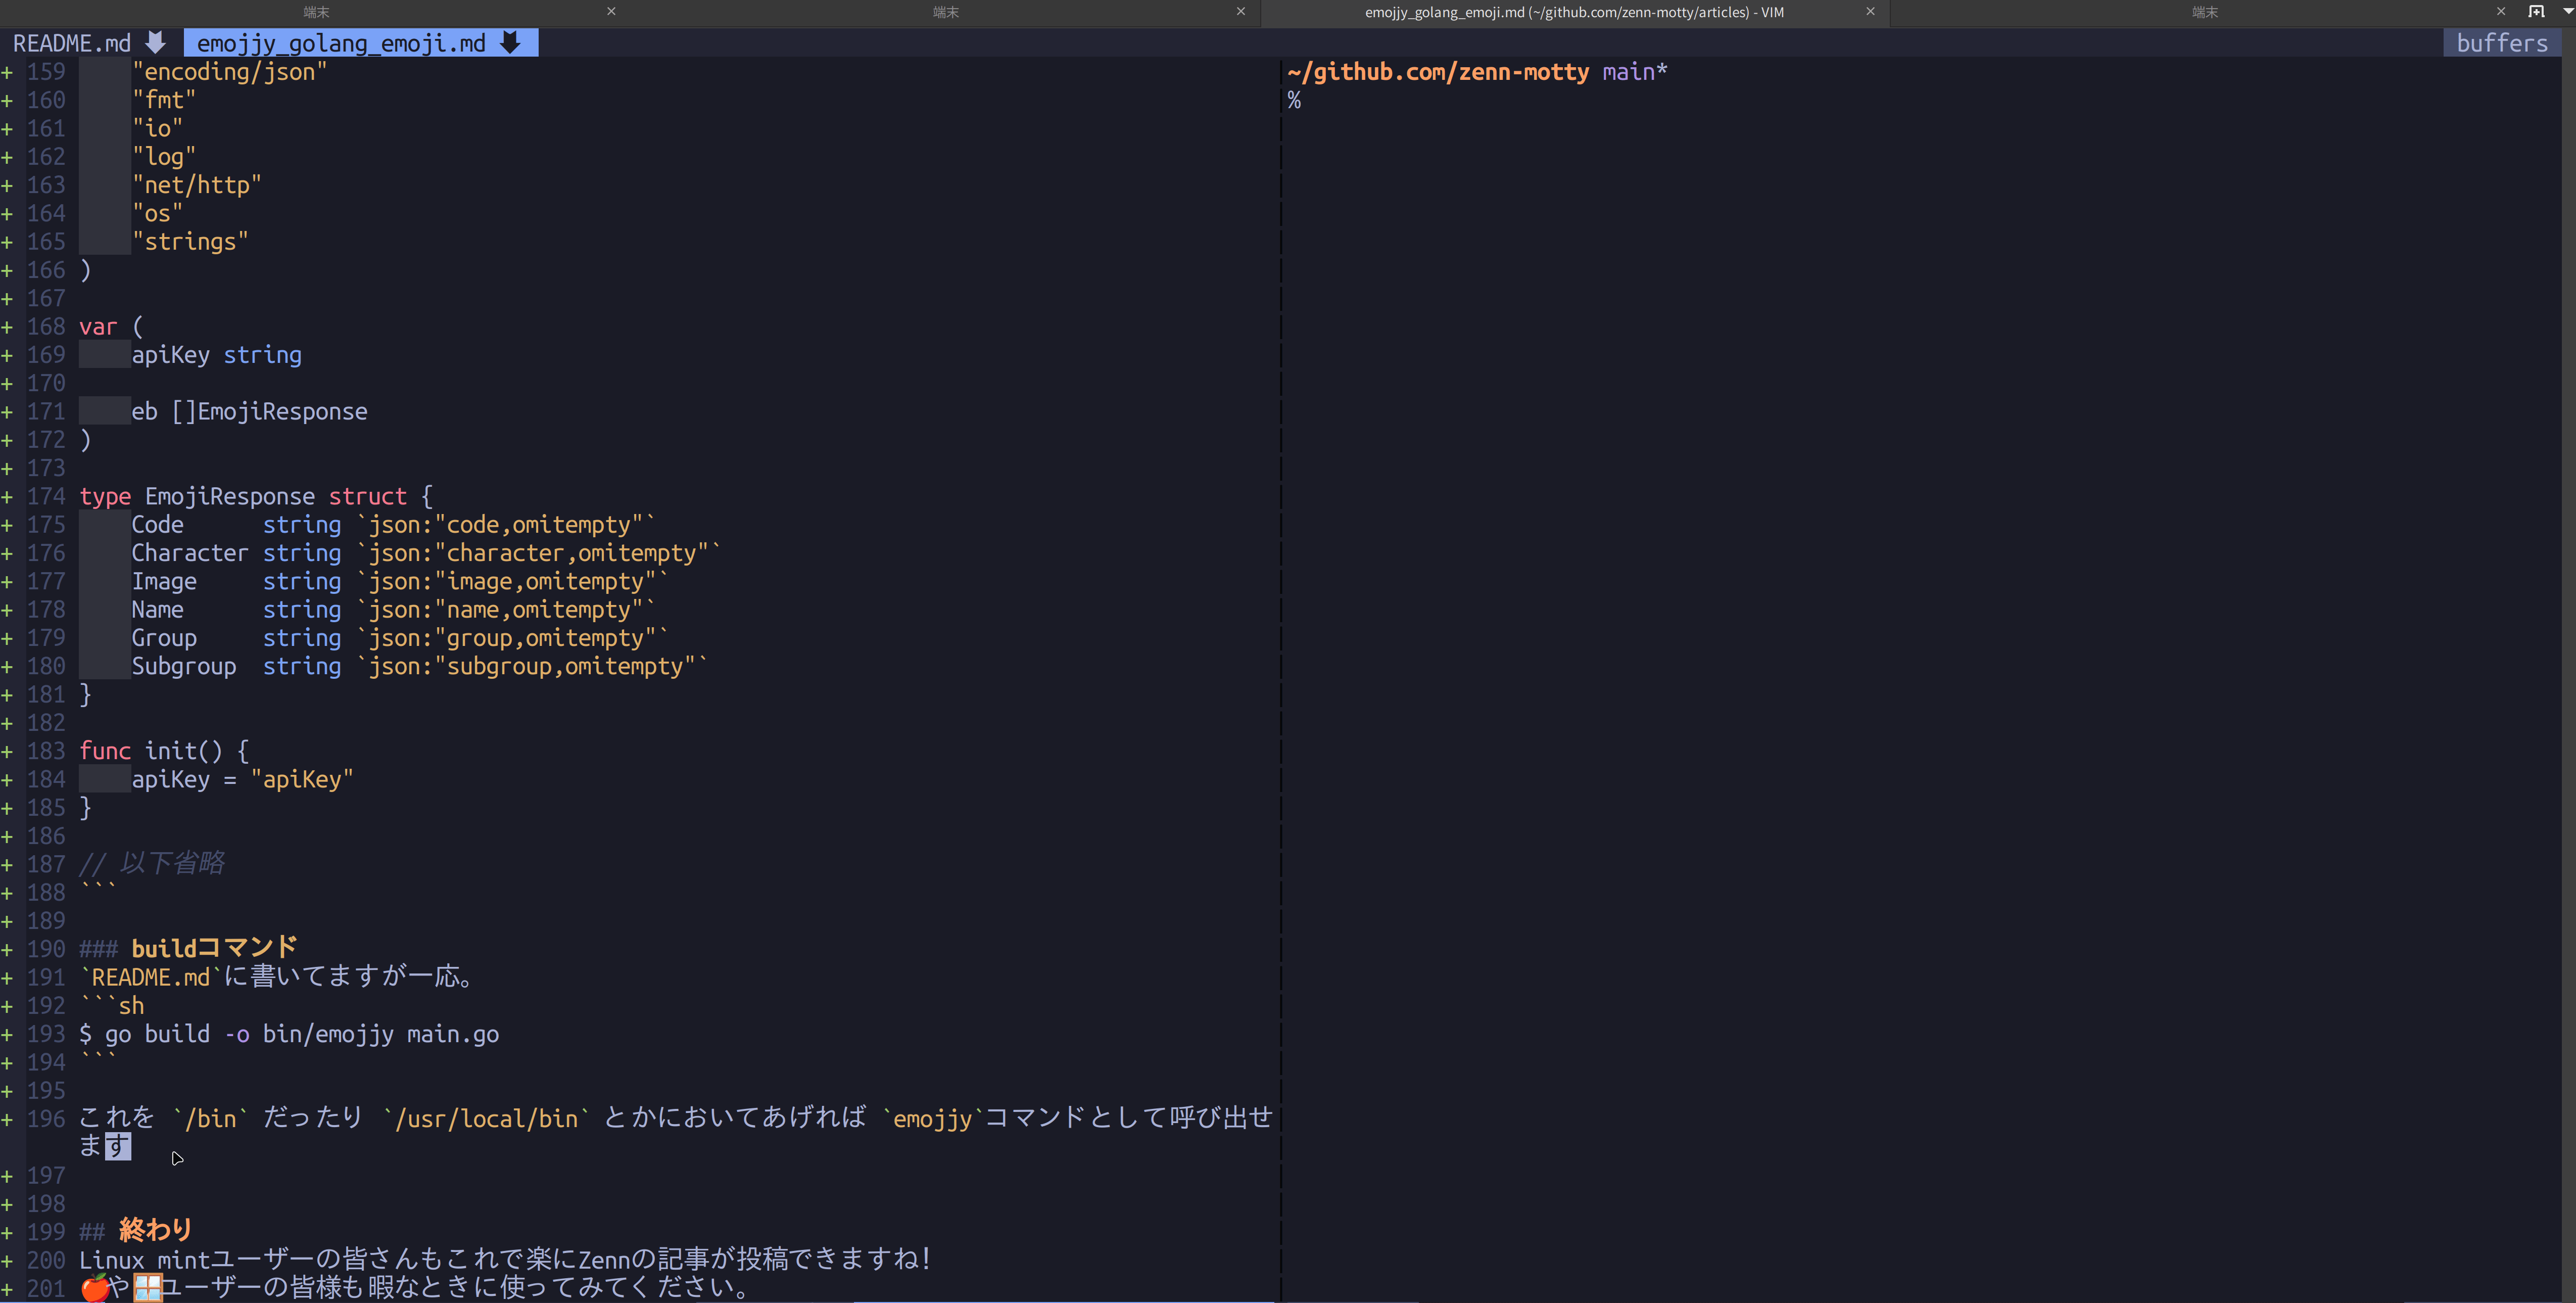 端末 ×
端末 ×
emojjy_golang_emoji.md (~/github.com/zenn-motty/articles) - VIM ×
端末 ×
README.md emojjy_golang_emoji.md buffers
+ 159 "encoding/json"
+ 160 "fmt"
+ 161 "io"
+ 162 "log"
+ 163 "net/http"
+ 164 "os"
+ 165 "strings"
+ 166 )
+ 167
+ 168 var (
+ 169 apiKey string
+ 170
+ 171 eb []EmojiResponse
+ 172 )
+ 173
+ 174 type EmojiResponse struct {
+ 175 Code string `json:"code,omitempty"`
+ 176 Character string `json:"character,omitempty"`
+ 177 Image string `json:"image,omitempty"`
+ 178 Name string `json:"name,omitempty"`
+ 179 Group string `json:"group,omitempty"`
+ 180 Subgroup string `json:"subgroup,omitempty"`
+ 181 }
+ 182
+ 183 func init() {
+ 184 apiKey = "apiKey"
+ 185 }
+ 186
+ 187 // 以下省略
+ 188 ```
+ 189
+ 190 ### buildコマンド
+ 191 `README.md`に書いてますが一応。
+ 192 ```sh
+ 193 $ go build -o bin/emojjy main.go
+ 194 ```
+ 195
+ 196 これを `/bin` だったり `/usr/local/bin` とかにおいてあげれば `emojjy`コマンドとして呼び出せ
ます
+ 197
+ 198
+ 199 ## 終わり
+ 200 Linux mintユーザーの皆さんもこれで楽にZennの記事が投稿できますね!
+ 201 🍎や🪟ユーザーの皆様も暇なときに使ってみてください。
~/github.com/zenn-motty main*
%